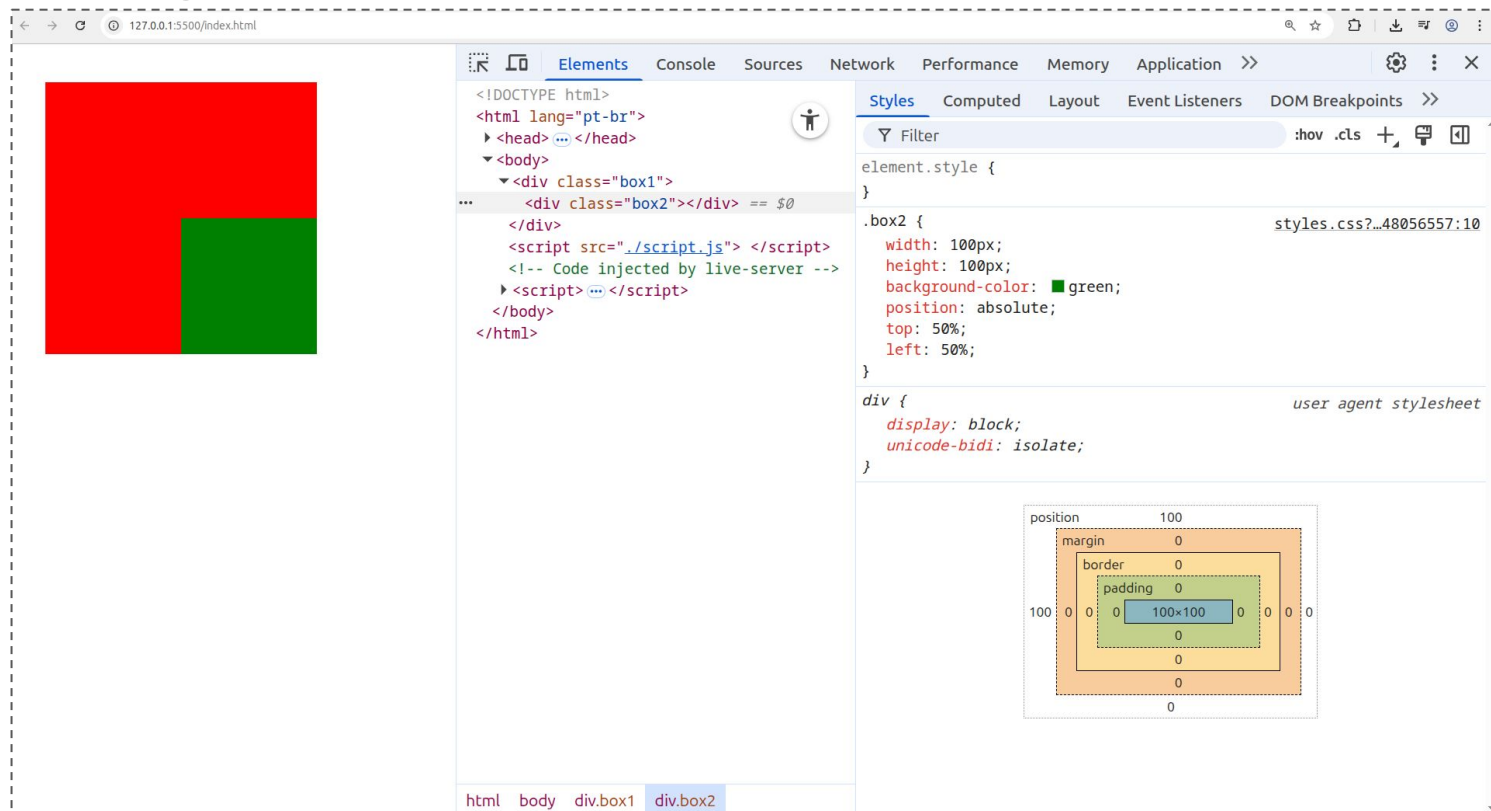 127.0.0.1:5500/index.html
Elements Console Sources Network Performance Memory Application
<!DOCTYPE html>
<html lang="pt-br">
<head> … </head>
<body>
<div class="box1">
<div class="box2"></div> == $0
</div>
<script src="./script.js"> </script>
<!-- Code injected by live-server -->
<script> … </script>
</body>
</html>
html body div.box1 div.box2
Styles Computed Layout Event Listeners DOM Breakpoints
Filter :hov .cls
element.style {
}
.box2 { styles.css?…48056557:10
width: 100px;
height: 100px;
background-color: green;
position: absolute;
top: 50%;
left: 50%;
}
div { user agent stylesheet
display: block;
unicode-bidi: isolate;
}
position 100
margin 0
border 0
padding 0
100 0 0 0 100×100 0 0 0 0
0
0
0
0